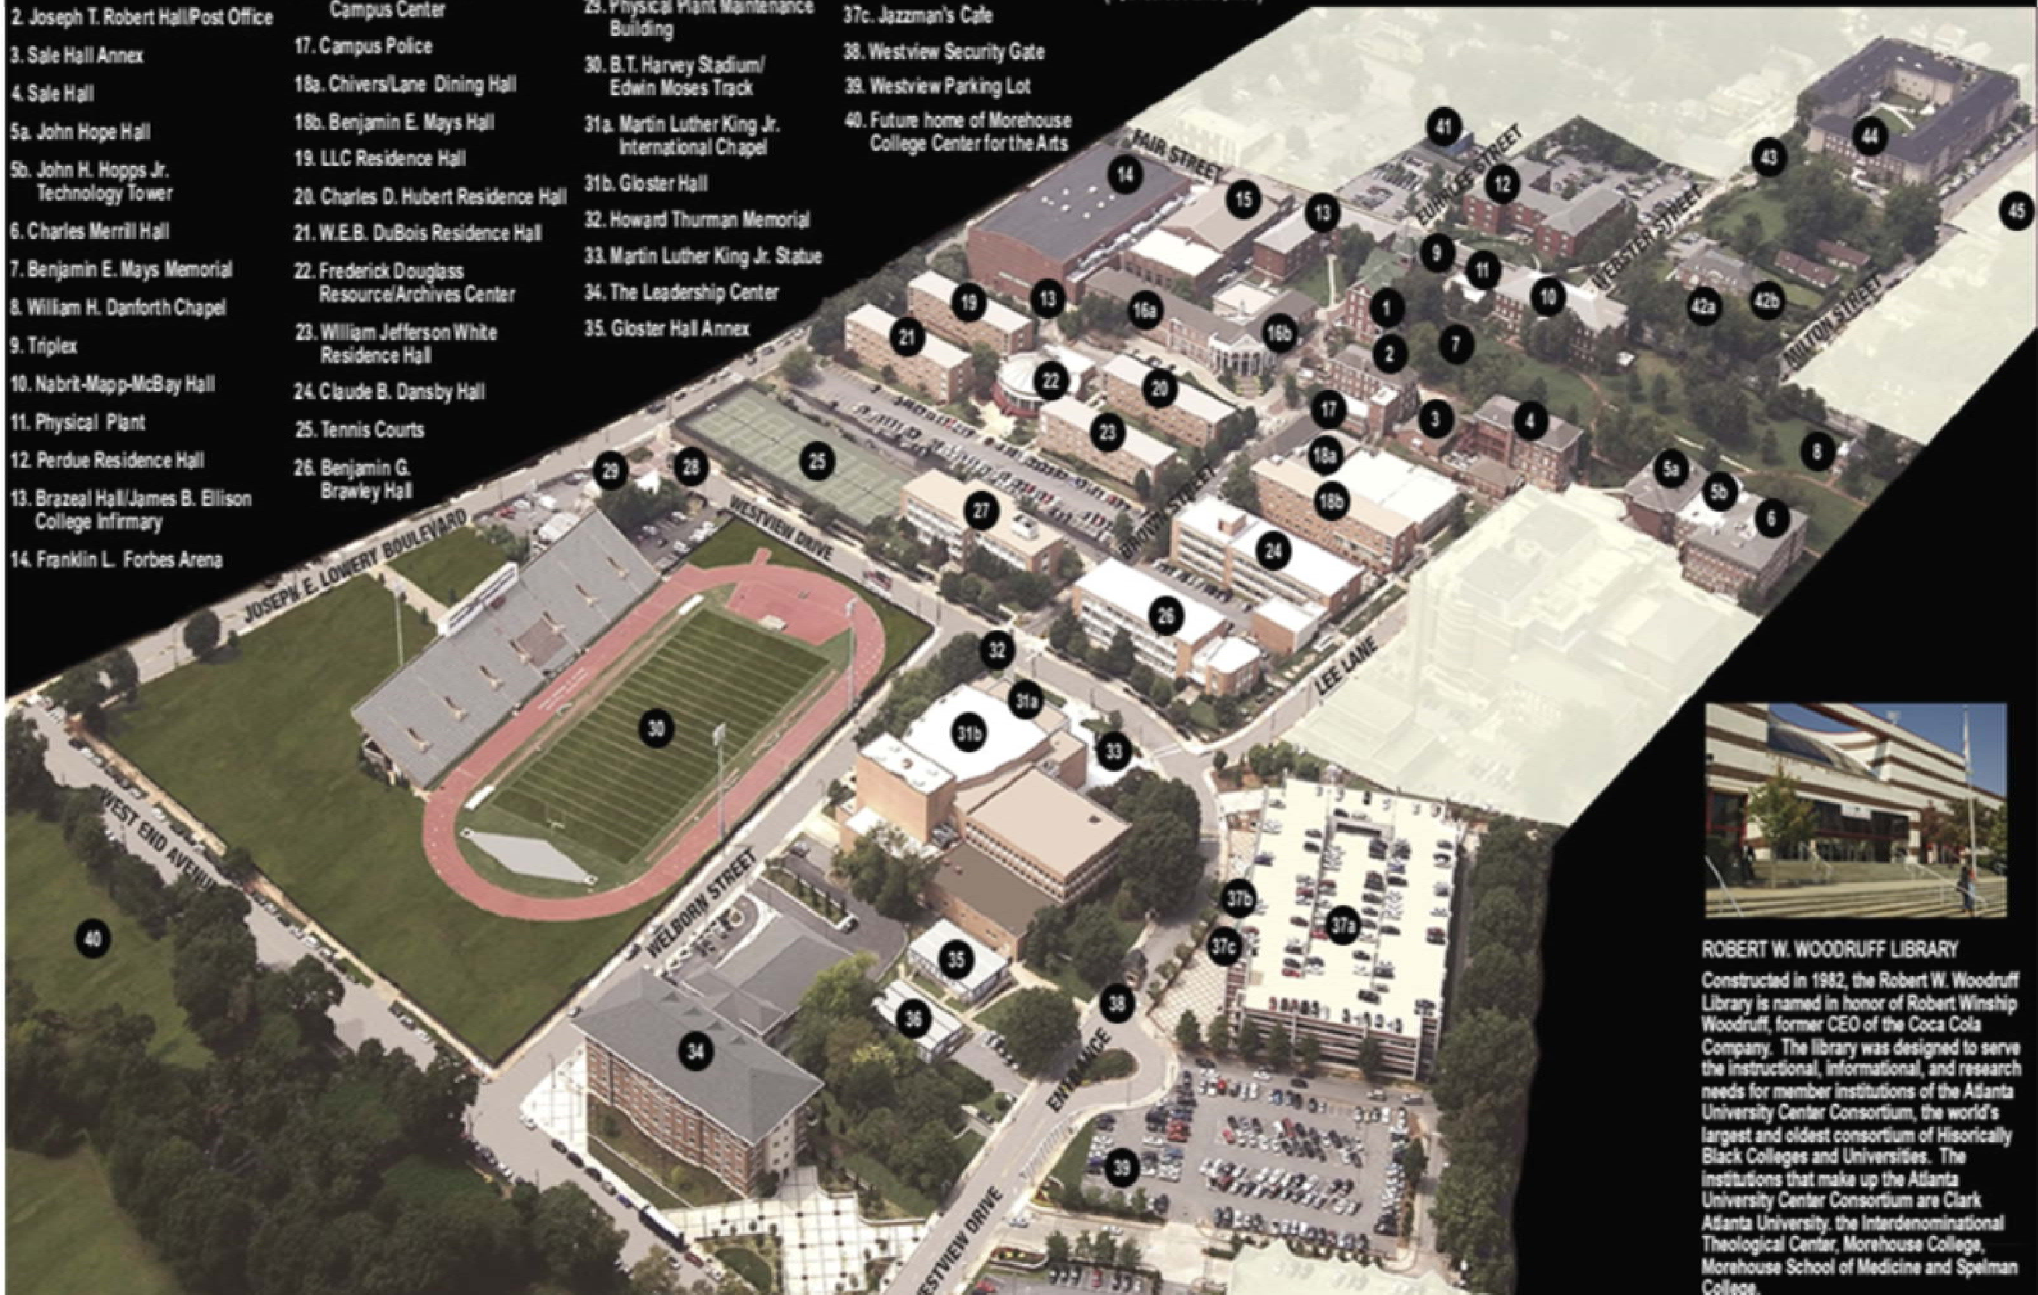 2. Joseph T. Robert Hall/Post Office
3. Sale Hall Annex
4. Sale Hall
5a. John Hope Hall
5b. John H. Hopps Jr.
Technology Tower
6. Charles Merrill Hall
7. Benjamin E. Mays Memorial
8. William H. Danforth Chapel
9. Triplex
10. Nabrit-Mapp-McBay Hall
11. Physical Plant
12. Perdue Residence Hall
13. Brazeal Hall/James B. Ellison
College Infirmary
14. Franklin L. Forbes Arena
Campus Center
17. Campus Police
18a. Chivers/Lane Dining Hall
18b. Benjamin E. Mays Hall
19. LLC Residence Hall
20. Charles D. Hubert Residence Hall
21. W.E.B. DuBois Residence Hall
22. Frederick Douglass
Resource/Archives Center
23. William Jefferson White
Residence Hall
24. Claude B. Dansby Hall
25. Tennis Courts
26. Benjamin G.
Brawley Hall
29. Physical Plant Maintenance
Building
30. B.T. Harvey Stadium/
Edwin Moses Track
31a. Martin Luther King Jr.
International Chapel
31b. Gloster Hall
32. Howard Thurman Memorial
33. Martin Luther King Jr. Statue
34. The Leadership Center
35. Gloster Hall Annex
37c. Jazzman's Cafe
38. Westview Security Gate
39. Westview Parking Lot
40. Future home of Morehouse
College Center for the Arts
41
43
44
45
FAIR STREET
14
15
13
EUHRLEE STREET
12
WEBSTER STREET
9
11
10
42a
42b
MILTON STREET
19
13
16a
16b
1
2
7
21
22
20
23
17
3
4
18a
18b
5a
5b
6
8
25
29
28
27
BROWN STREET
24
26
LEE LANE
JOSEPH E. LOWERY BOULEVARD
WESTVIEW DRIVE
30
32
31a
31b
33
WEST END AVENUE
40
WELBORN STREET
37b
37a
37c
35
36
34
38
ENTRANCE
39
WESTVIEW DRIVE
ROBERT W. WOODRUFF LIBRARY
Constructed in 1982, the Robert W. Woodruff
Library is named in honor of Robert Winship
Woodruff, former CEO of the Coca Cola
Company. The library was designed to serve
the instructional, informational, and research
needs for member institutions of the Atlanta
University Center Consortium, the world's
largest and oldest consortium of Hisorically
Black Colleges and Universities. The
institutions that make up the Atlanta
University Center Consortium are Clark
Atlanta University, the Interdenominational
Theological Center, Morehouse College,
Morehouse School of Medicine and Spelman
College.